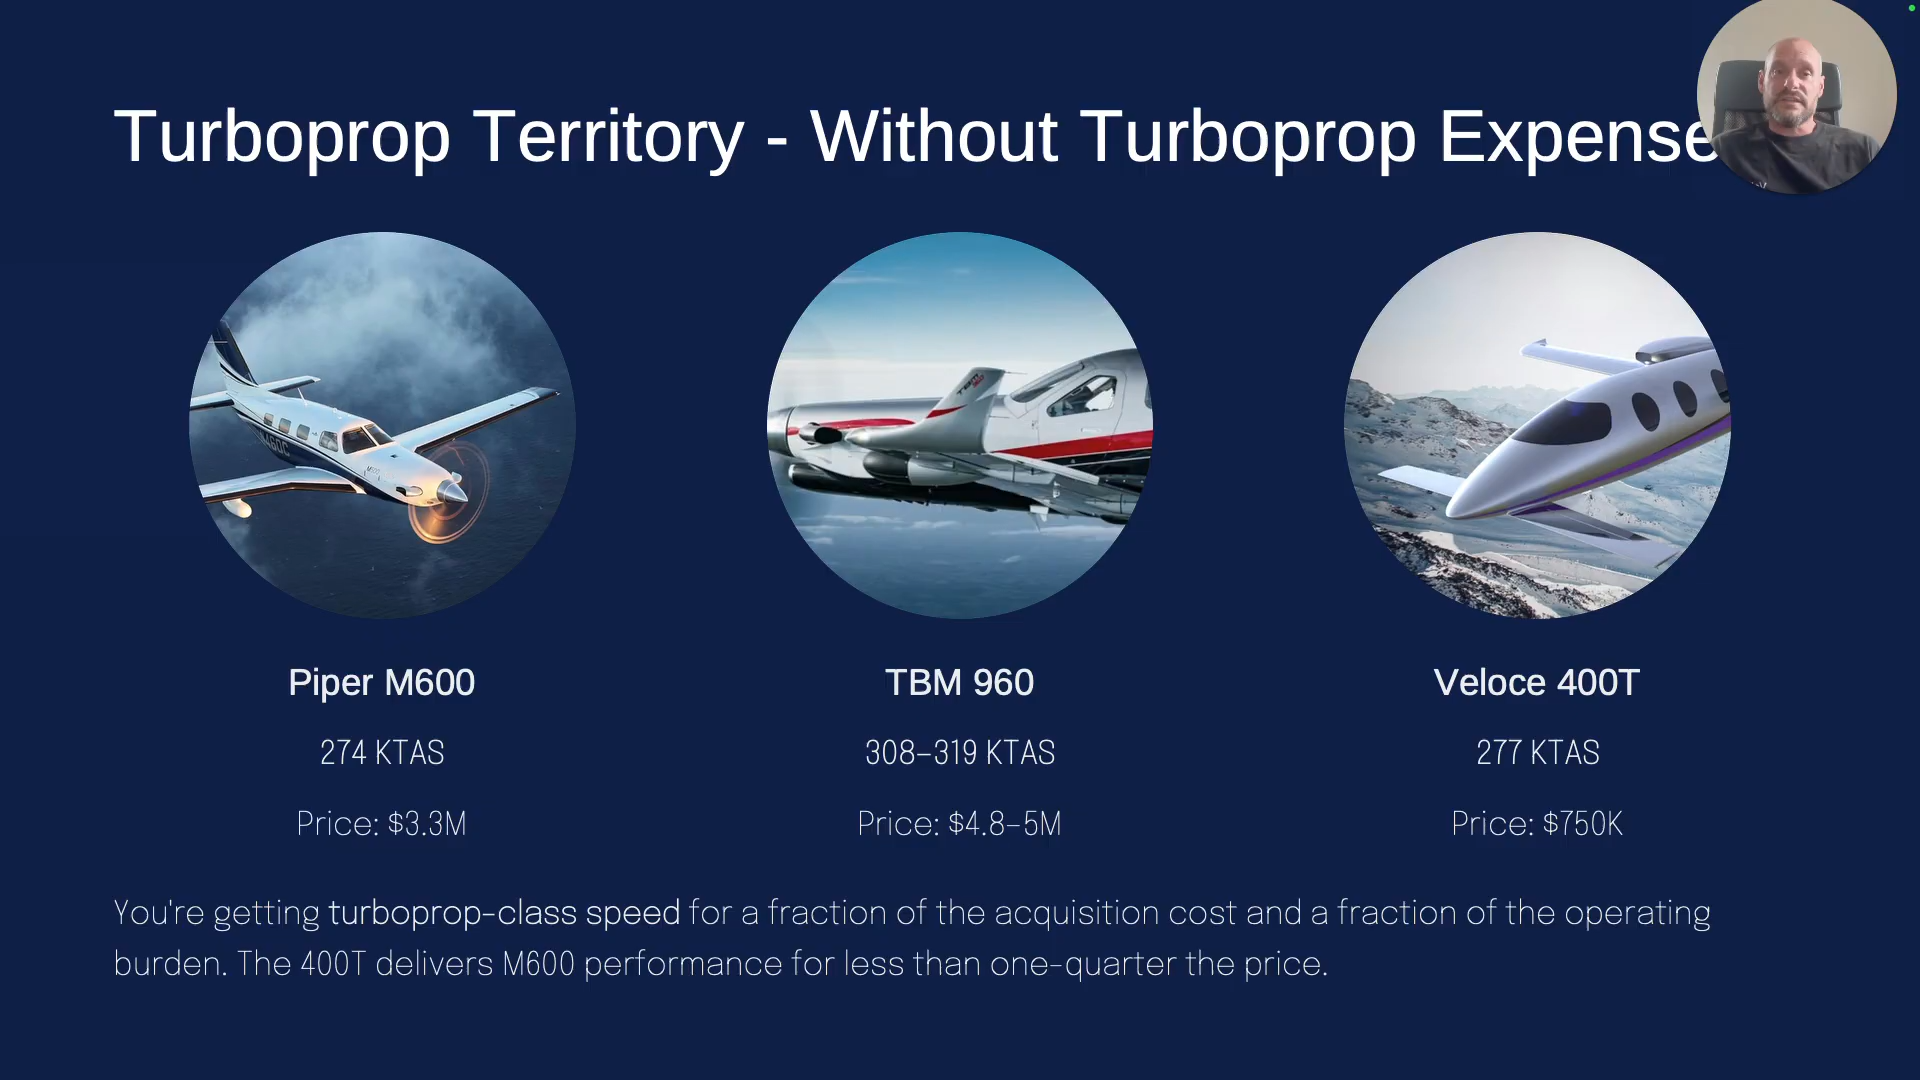 Turboprop Territory - Without Turboprop Expense
Piper M600
TBM 960
Veloce 400T
274 KTAS
308–319 KTAS
277 KTAS
Price: $3.3M
Price: $4.8–5M
Price: $750K
You're getting turboprop-class speed for a fraction of the acquisition cost and a fraction of the operating
burden. The 400T delivers M600 performance for less than one-quarter the price.